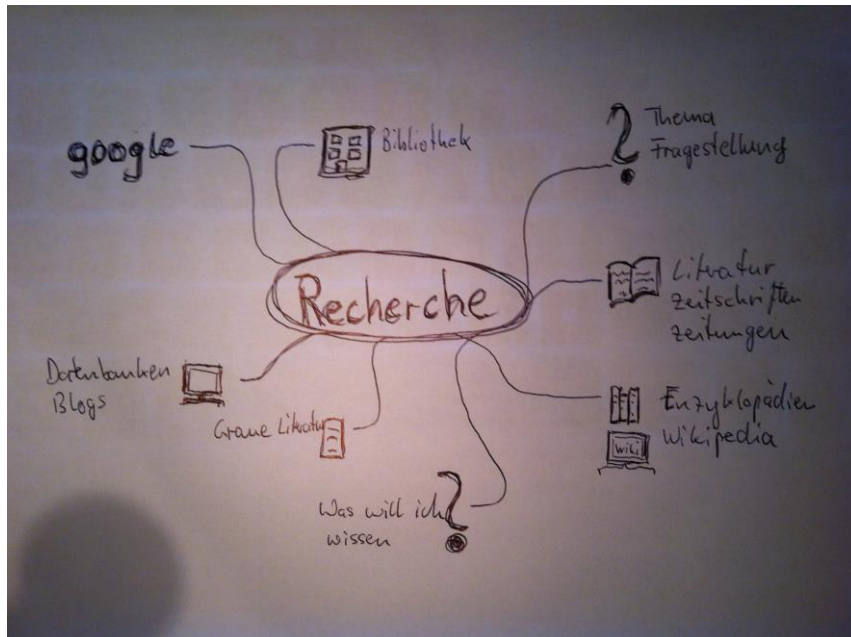 google
Bibliothek
Thema
Fragestellung
Recherche
Literatur
Zeitschriften
Zeitungen
Datenbanken
Blogs
Graue Literatur
Enzyklopädien
Wikipedia
Wiki
Was will ich
wissen